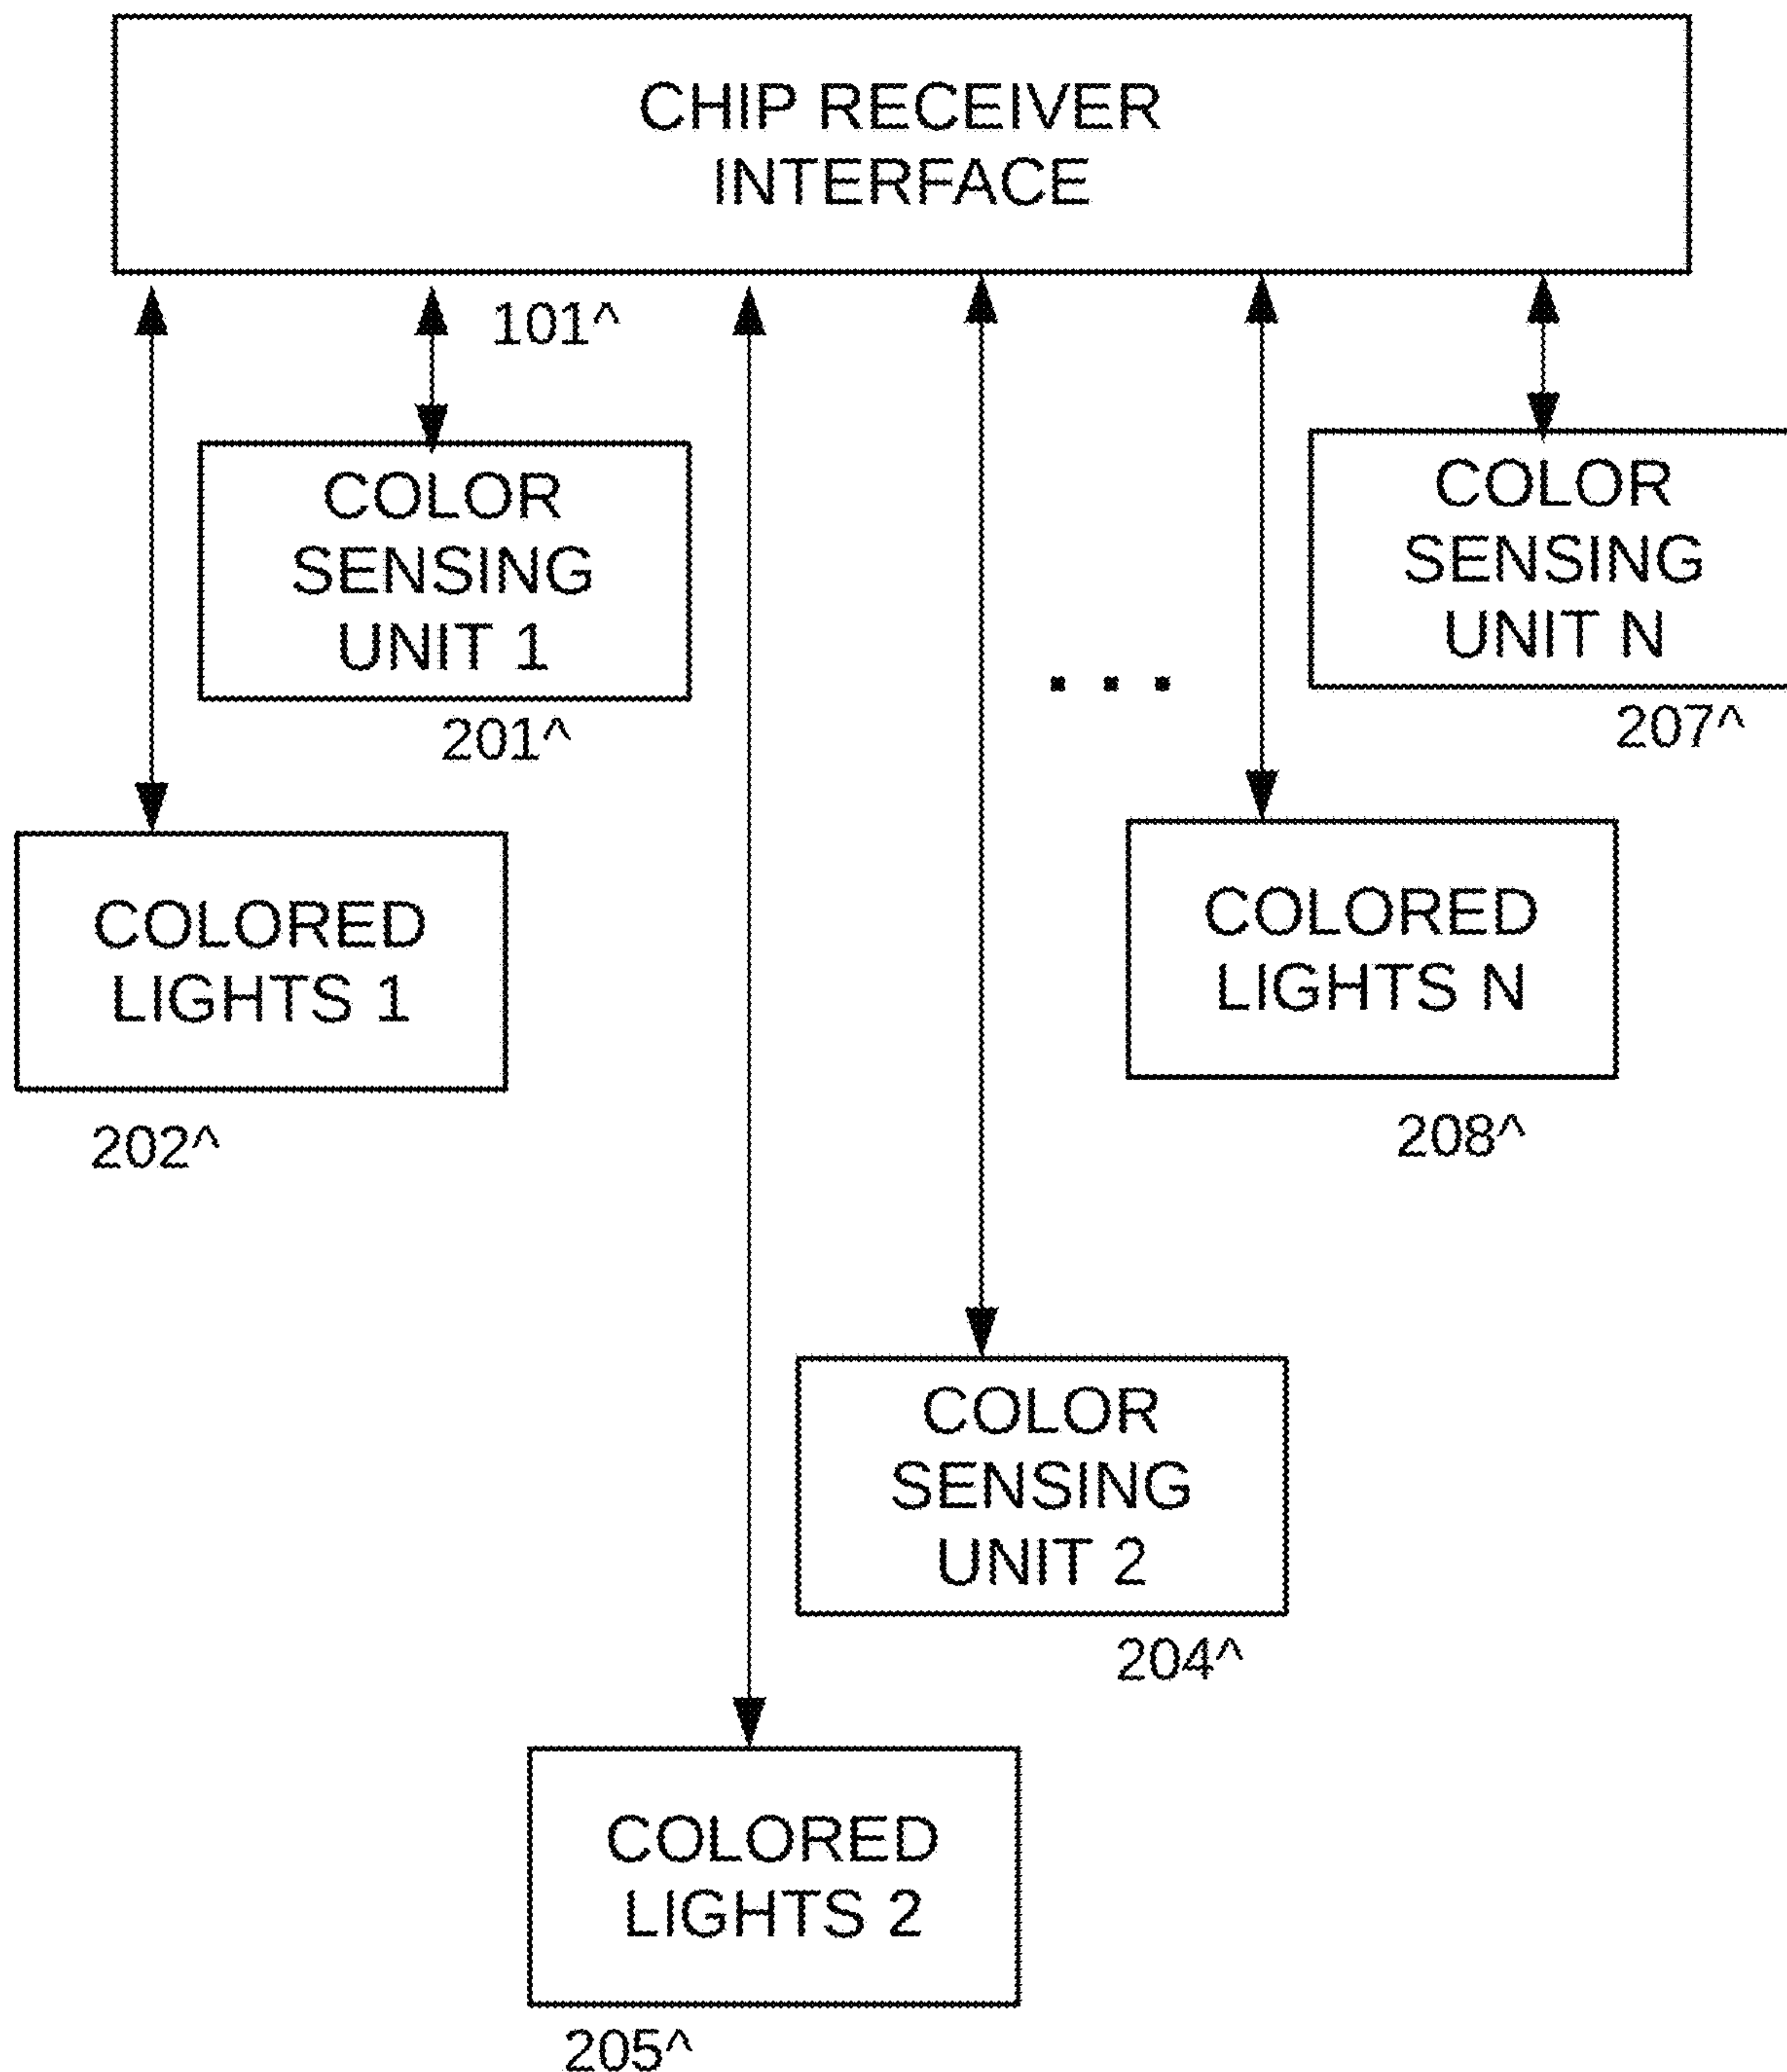 CHIP RECEIVER
INTERFACE
101^
COLOR
SENSING
UNIT 1
201^
COLOR
SENSING
UNIT N
207^
. . .
COLORED
LIGHTS 1
202^
COLORED
LIGHTS N
208^
COLOR
SENSING
UNIT 2
204^
COLORED
LIGHTS 2
205^